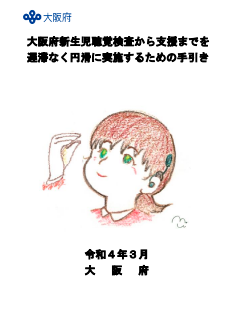 大阪府
大阪府新生児聴覚検査から支援までを
遅滞なく円滑に実施するための手引き
令和４年３月
大　阪　府